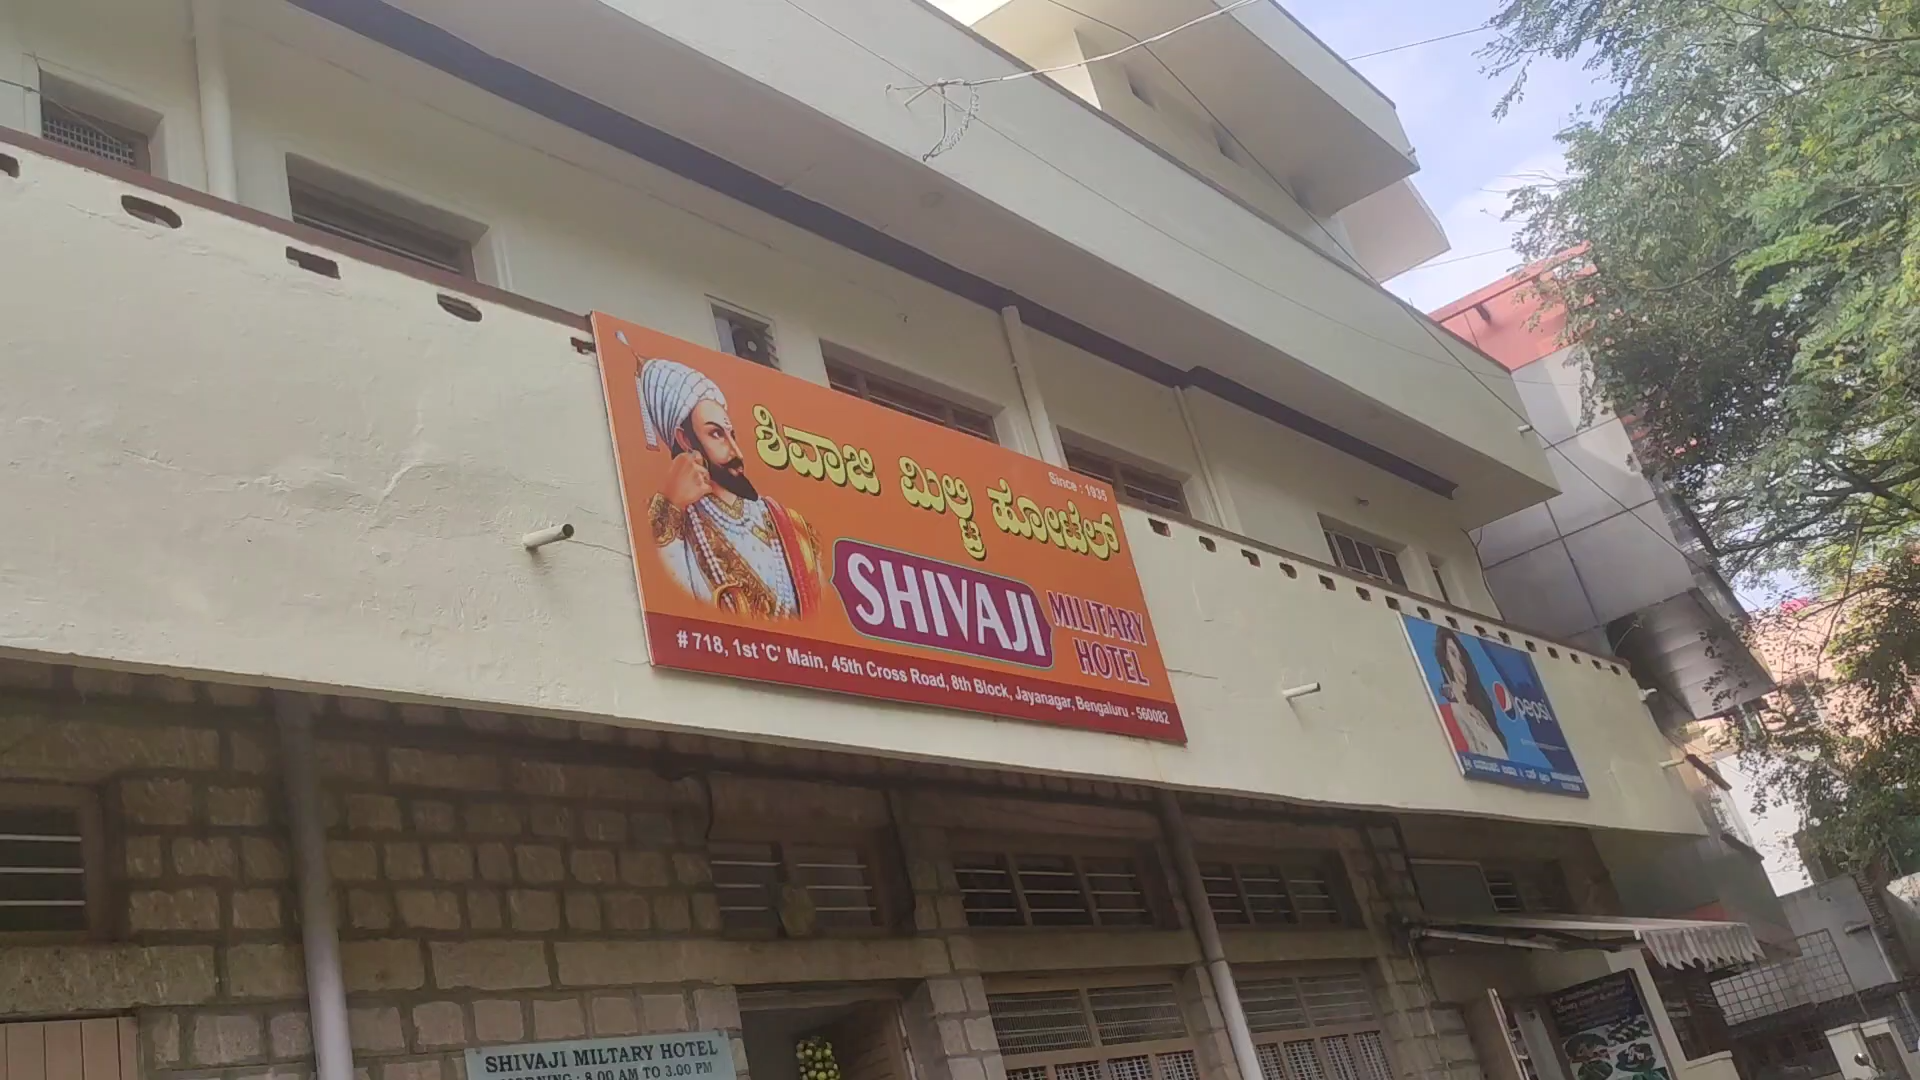 ಶಿವಾಜಿ ಮಿಲ್ಟ್ರಿ ಹೋಟೆಲ್
Since : 1935
SHIVAJI
MILITARY
HOTEL
# 718, 1st 'C' Main, 45th Cross Road, 8th Block, Jayanagar, Bengaluru - 560082
pepsi
SHIVAJI MILTARY HOTEL
MORNING : 8.00 AM TO 3.00 PM